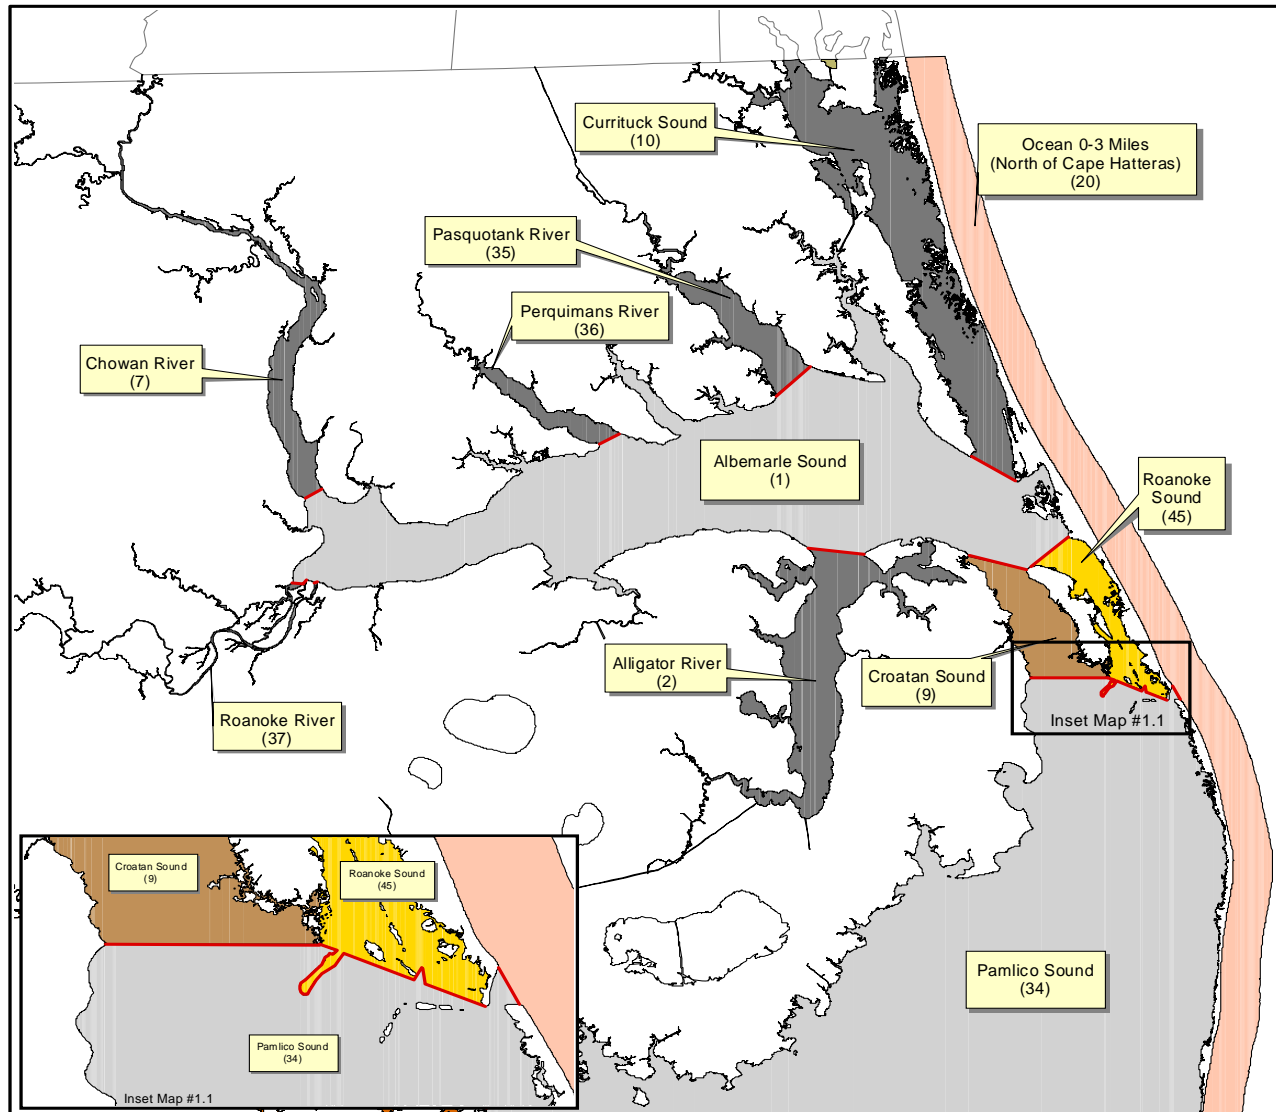 Currituck Sound
(10)
Ocean 0-3 Miles
(North of Cape Hatteras)
(20)
Pasquotank River
(35)
Perquimans River
(36)
Chowan River
(7)
Albemarle Sound
(1)
Roanoke
Sound
(45)
Alligator River
(2)
Croatan Sound
(9)
Roanoke River
(37)
Inset Map #1.1
Pamlico Sound
(34)
Croatan Sound
(9)
Roanoke Sound
(45)
Pamlico Sound
(34)
Inset Map #1.1